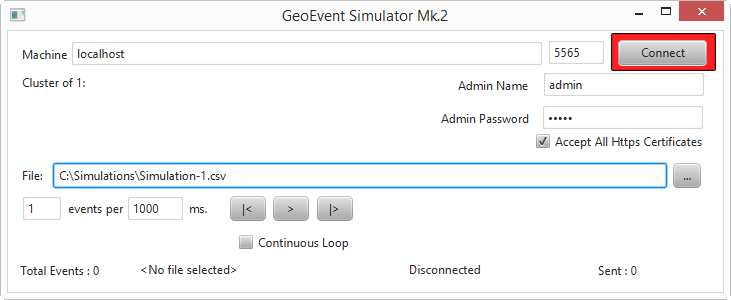 GeoEvent Simulator Mk.2
Machine localhost 5565 Connect
Cluster of 1: Admin Name admin
Admin Password •••••
Accept All Https Certificates
File: C:\Simulations\Simulation-1.csv ...
1 events per 1000 ms. |< > |>
Continuous Loop
Total Events : 0 <No file selected> Disconnected Sent : 0